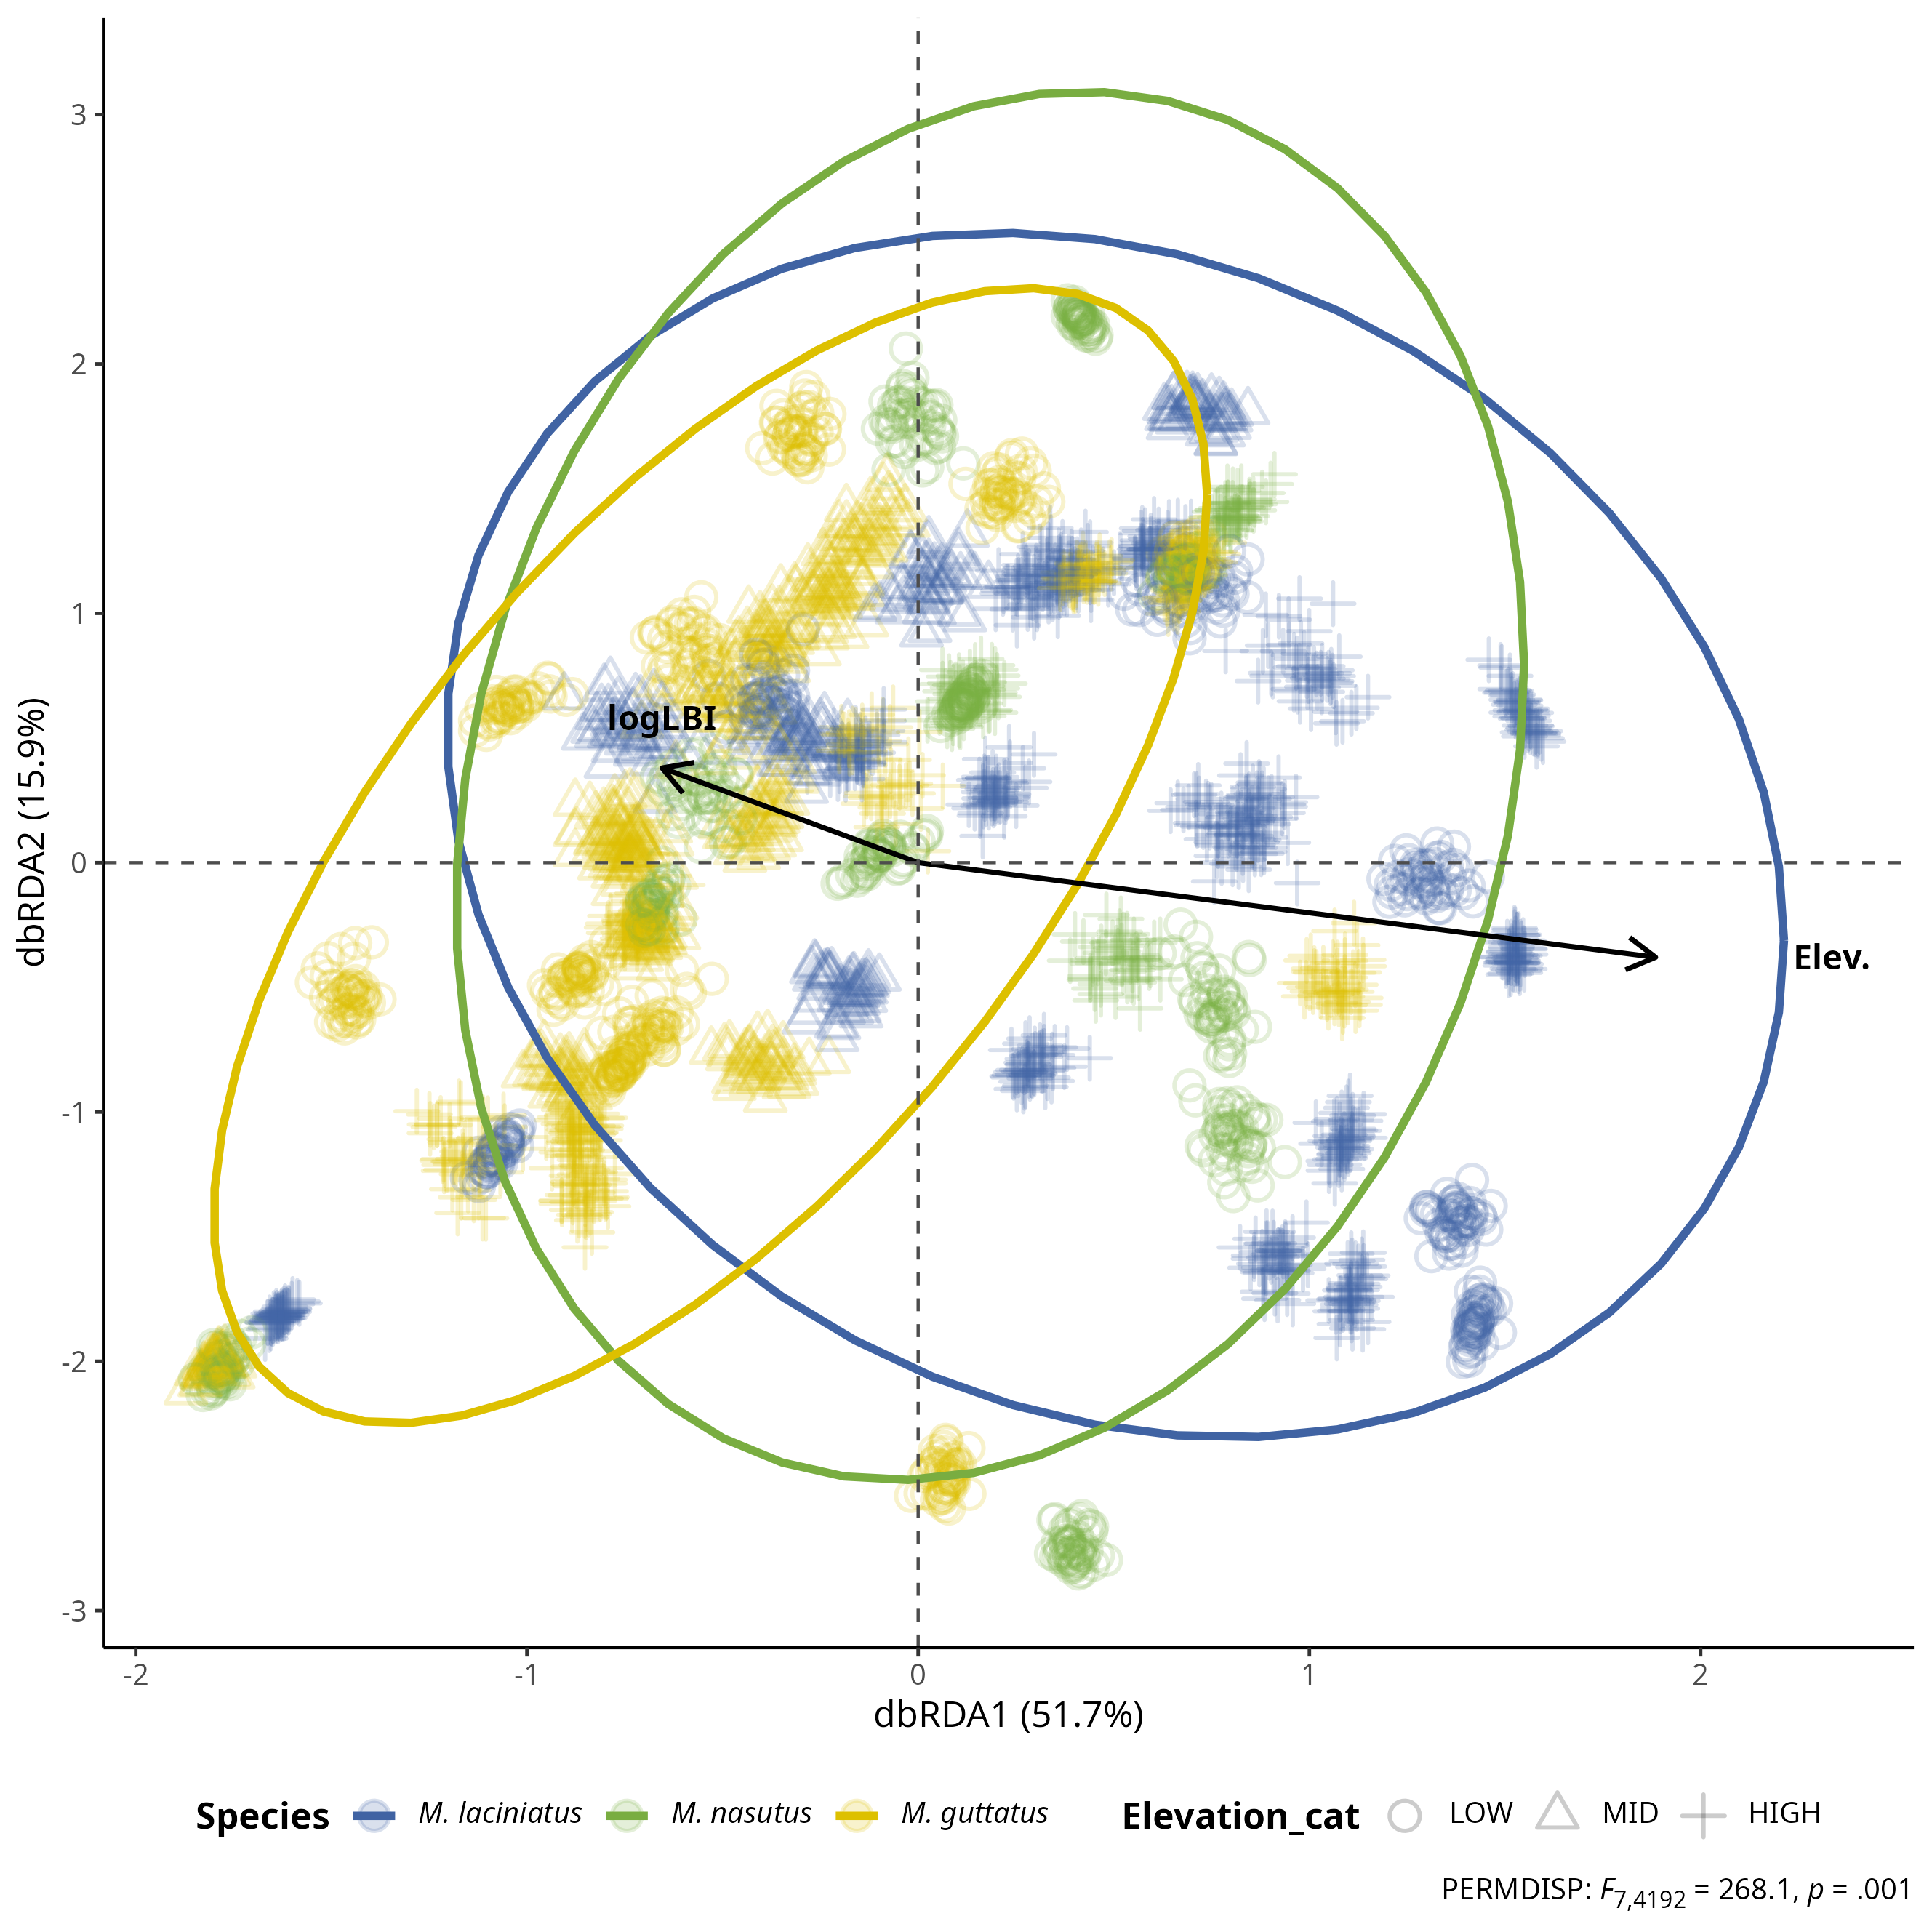 3
2
1
0
-1
-2
-3
dbRDA2 (15.9%)
logLBI
Elev.
-2 -1 0 1 2
dbRDA1 (51.7%)
Species M. laciniatus M. nasutus M. guttatus Elevation_cat LOW MID HIGH
PERMDISP: F7,4192 = 268.1, p = .001